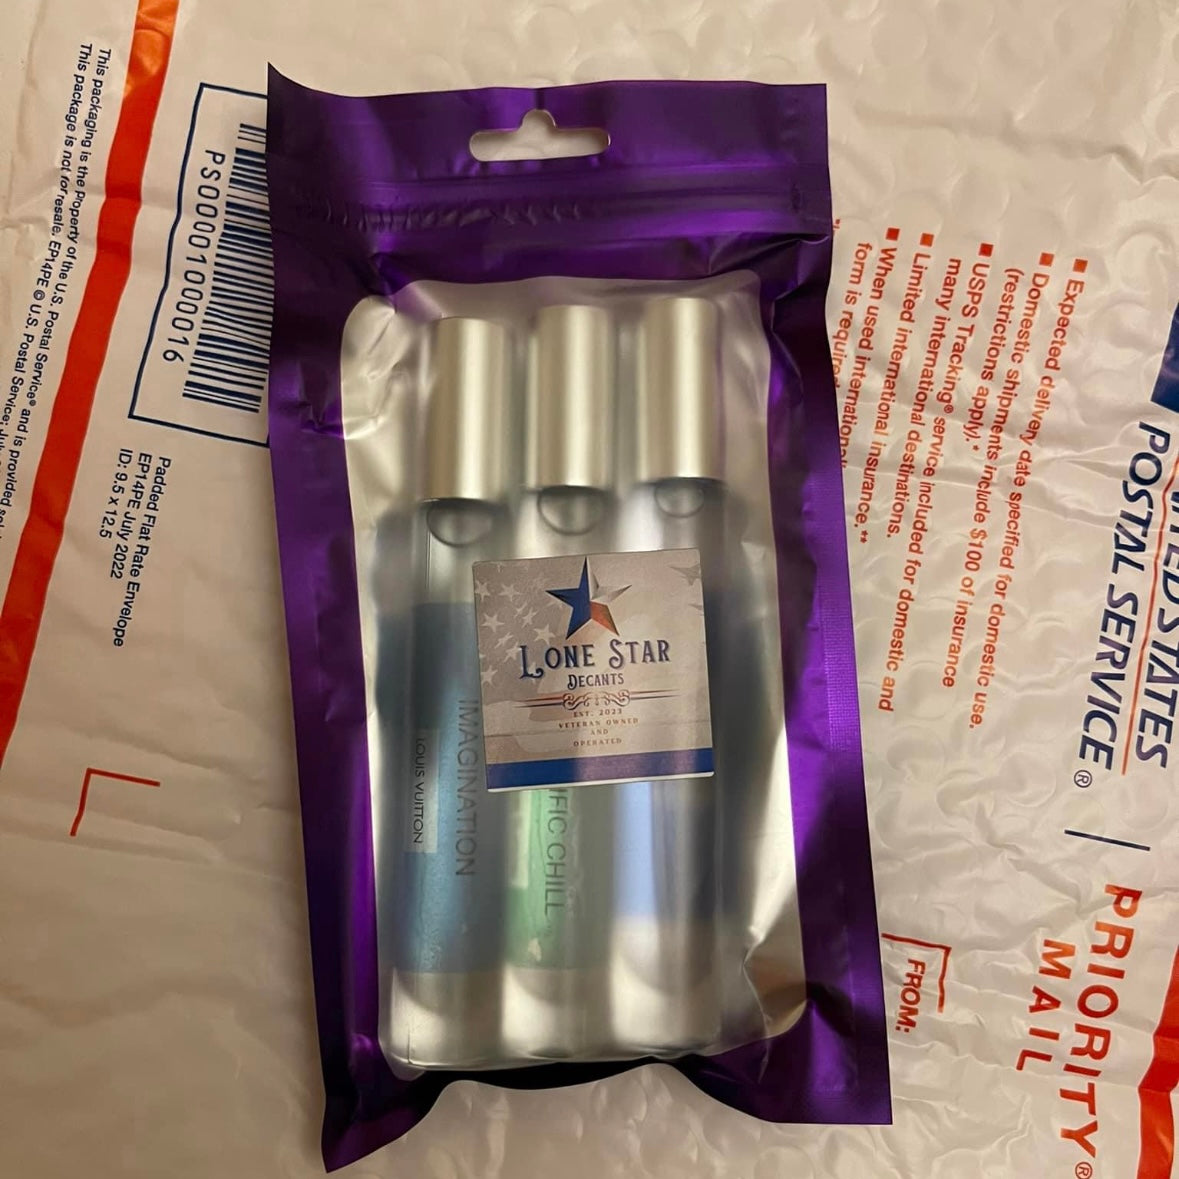 This packaging is the property of the U.S. Postal Service® and is provided
This package is not for resale. EP14PE © U.S. Postal Service; July
PS00001000016
Padded Flat Rate Envelope
EP14PE July 2022
ID: 9.5 x 12.5
LONE STAR
DECANTS
EST. 2023
VETERAN OWNED
AND
OPERATED
IMAGINATION
LOUIS VUITTON
IFIC CHILL
■ Expected delivery date specified for domestic use.
■ Domestic shipments include $100 of insurance
(restrictions apply).*
■ USPS Tracking® service included for domestic and
many international destinations.
■ Limited international insurance.**
■ When used internationally,
form is required
UNITED STATES
POSTAL SERVICE®
PRIORITY®
MAIL
FROM: